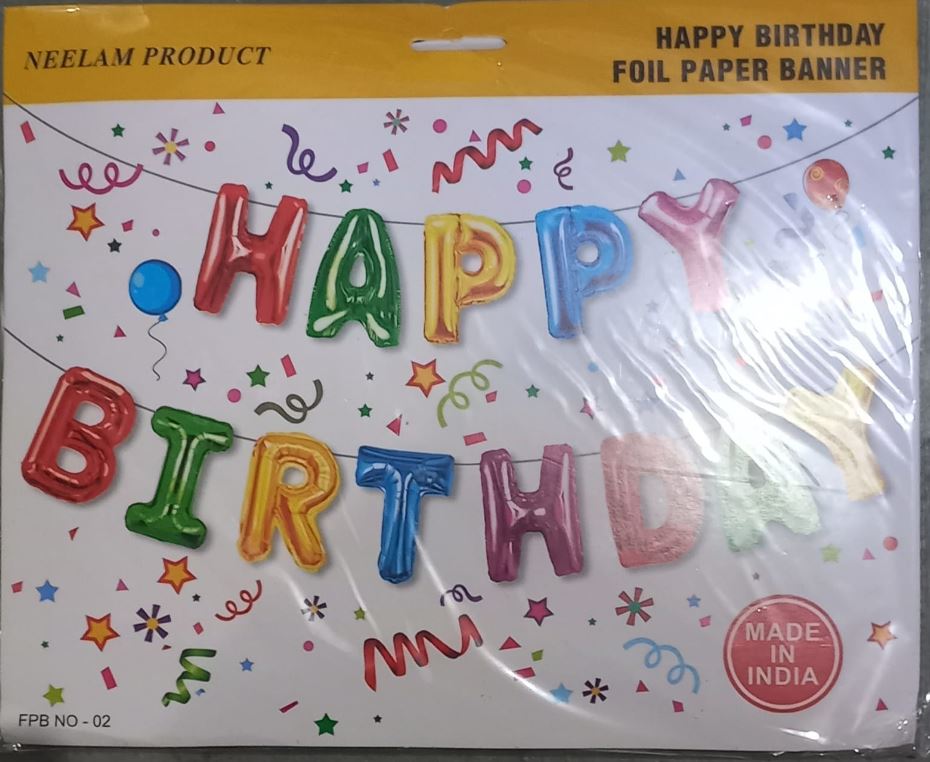 NEELAM PRODUCT
HAPPY BIRTHDAY
FOIL PAPER BANNER
HAPPY
BIRTHDAY
MADE
IN
INDIA
FPB NO - 02